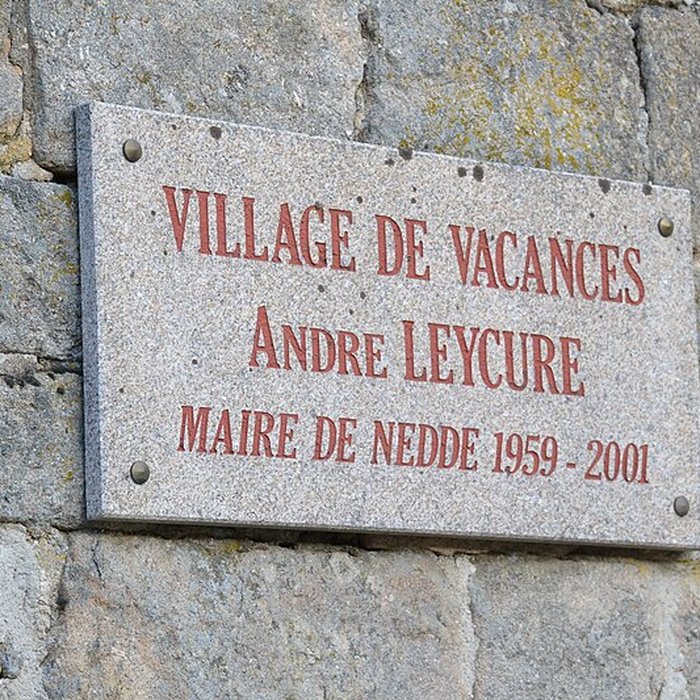 VILLAGE DE VACANCES
ANDRE LEYCURE
MAIRE DE NEDDE 1959 - 2001